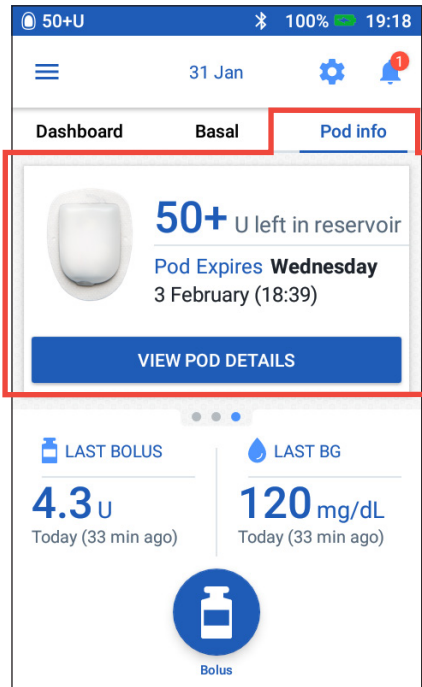 50+U 100% 19:18
31 Jan 1
Dashboard Basal Pod info
50+ U left in reservoir
Pod Expires Wednesday
3 February (18:39)
VIEW POD DETAILS
LAST BOLUS LAST BG
4.3 U 120 mg/dL
Today (33 min ago) Today (33 min ago)
Bolus